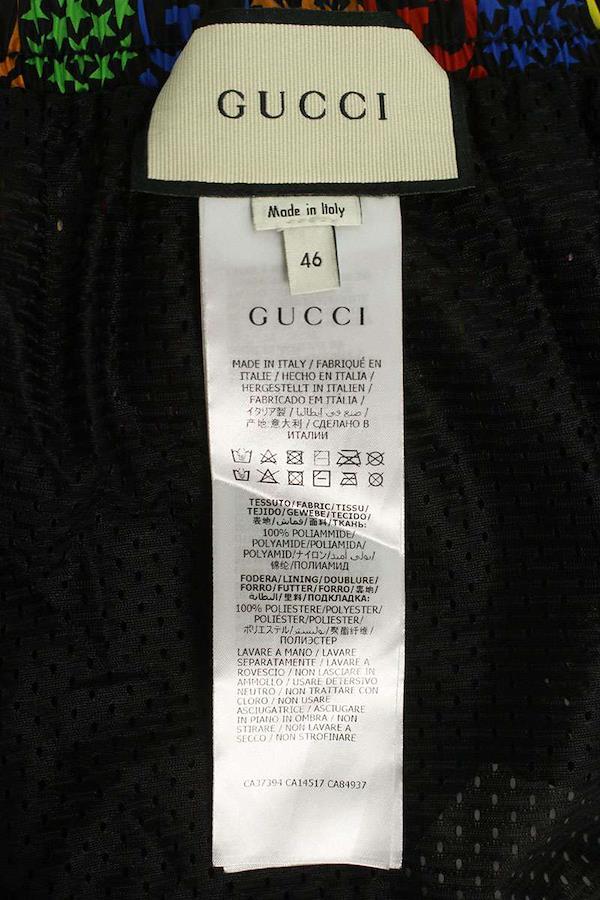 GUCCI
Made in Italy
46
GUCCI
MADE IN ITALY / FABRIQUÉ EN
ITALIE / HECHO EN ITALIA /
HERGESTELLT IN ITALIEN /
FABRICADO EM ITÁLIA /
イタリア製 / صنع في إيطاليا /
产地:意大利 / СДЕЛАНО В
ИТАЛИИ
TESSUTO/FABRIC/TISSU/
TEJIDO/GEWEBE/TECIDO/
表地/قماش/面料/ТКАНЬ:
100% POLIAMMIDE/
POLYAMIDE/POLIAMIDA/
POLYAMID/ナイロン/بولي أميد/
锦纶/ПОЛИАМИД
FODERA/LINING/DOUBLURE/
FORRO/FUTTER/FORRO/裏地/
البطانة/里料/ПОДКЛАДКА:
100% POLIESTERE/POLYESTER/
POLIÉSTER/POLIESTER/
ポリエステル/بوليستر/聚酯纤维/
ПОЛИЭСТЕР
LAVARE A MANO / LAVARE
SEPARATAMENTE / LAVARE A
ROVESCIO / NON LASCIARE IN
AMMOLLO / USARE DETERSIVO
NEUTRO / NON TRATTARE CON
CLORO / NON USARE
ASCIUGATRICE / ASCIUGARE
IN PIANO IN OMBRA / NON
STIRARE / NON LAVARE A
SECCO / NON STROFINARE
CA37394 CA14517 CA84937